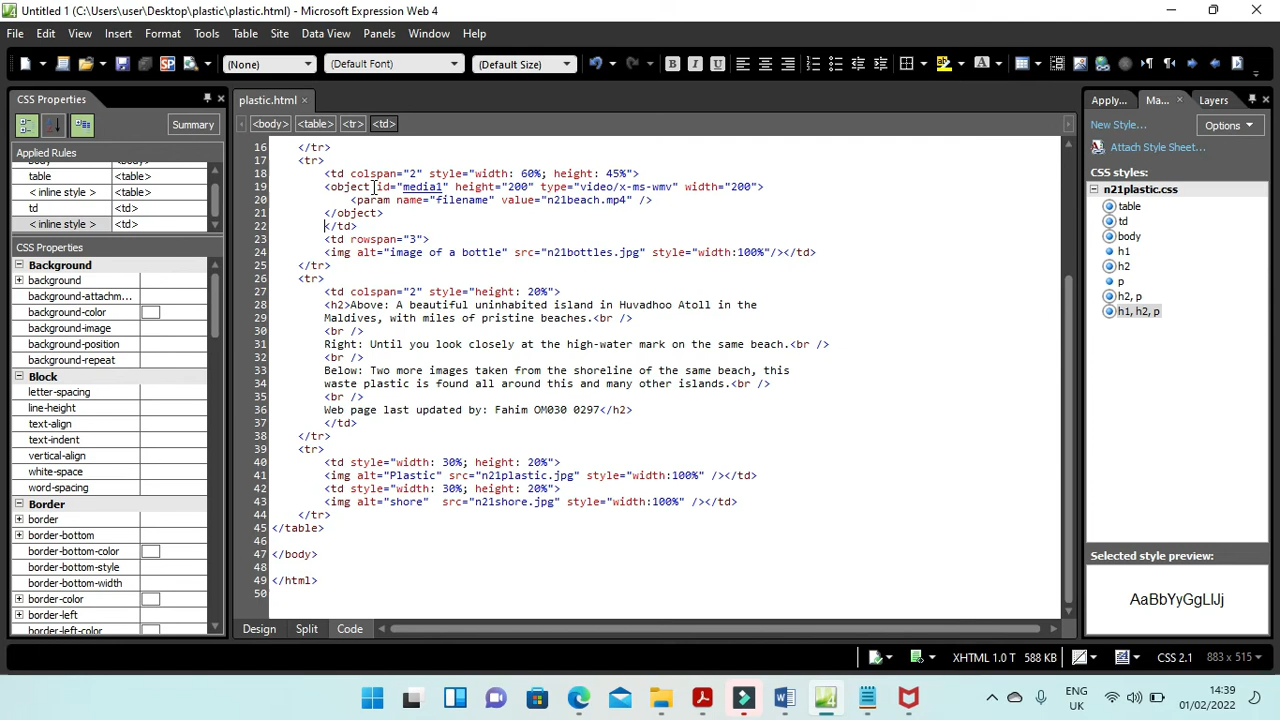 Untitled 1 (C:\Users\user\Desktop\plastic\plastic.html) - Microsoft Expression Web 4
File Edit View Insert Format Tools Table Site Data View Panels Window Help
(None) (Default Font) (Default Size)
CSS Properties
Summary
Applied Rules
table <table>
< inline style > <table>
td <td>
< inline style > <td>
CSS Properties:
Background
background
background-attachm...
background-color
background-image
background-position
background-repeat
Block
letter-spacing
line-height
text-align
text-indent
vertical-align
white-space
word-spacing
Border
border
border-bottom
border-bottom-color
border-bottom-style
border-bottom-width
border-color
border-left
border-left-color
plastic.html
<body> <table> <tr> <td>
16 </tr>
17 <tr>
18 <td colspan="2" style="width: 60%; height: 45%">
19 <object id="media1" height="200" type="video/x-ms-wmv" width="200">
20 <param name="filename" value="n21beach.mp4" />
21 </object>
22 </td>
23 <td rowspan="3">
24 <img alt="image of a bottle" src="n21bottles.jpg" style="width:100%"/></td>
25 </tr>
26 <tr>
27 <td colspan="2" style="height: 20%">
28 <h2>Above: A beautiful uninhabited island in Huvadhoo Atoll in the
29 Maldives, with miles of pristine beaches.<br />
30 <br />
31 Right: Until you look closely at the high-water mark on the same beach.<br />
32 <br />
33 Below: Two more images taken from the shoreline of the same beach, this
34 waste plastic is found all around this and many other islands.<br />
35 <br />
36 Web page last updated by: Fahim OM030 0297</h2>
37 </td>
38 </tr>
39 <tr>
40 <td style="width: 30%; height: 20%">
41 <img alt="Plastic" src="n21plastic.jpg" style="width:100%" /></td>
42 <td style="width: 30%; height: 20%">
43 <img alt="shore"  src="n21shore.jpg" style="width:100%" /></td>
44 </tr>
45 </table>
46
47 </body>
48
49 </html>
50
Design Split Code
Apply... Ma... Layers
New Style... Options
Attach Style Sheet...
CSS styles:
n21plastic.css
table
td
body
h1
h2
p
h2, p
h1, h2, p
Selected style preview:
AaBbYyGgLlJj
XHTML 1.0 T 588 KB CSS 2.1 883 x 515
ENG
UK
14:39
01/02/2022